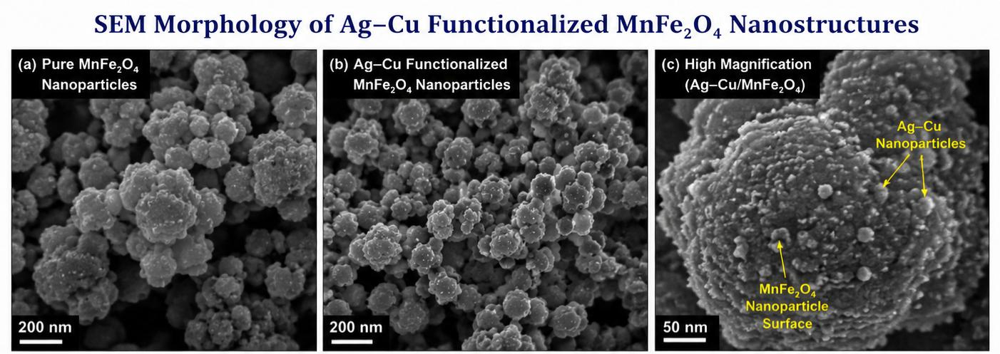 SEM Morphology of Ag–Cu Functionalized MnFe₂O₄ Nanostructures
(a) Pure MnFe₂O₄
Nanoparticles
200 nm
(b) Ag–Cu Functionalized
MnFe₂O₄ Nanoparticles
200 nm
(c) High Magnification
(Ag–Cu/MnFe₂O₄)
Ag–Cu
Nanoparticles
MnFe₂O₄
Nanoparticle
Surface
50 nm